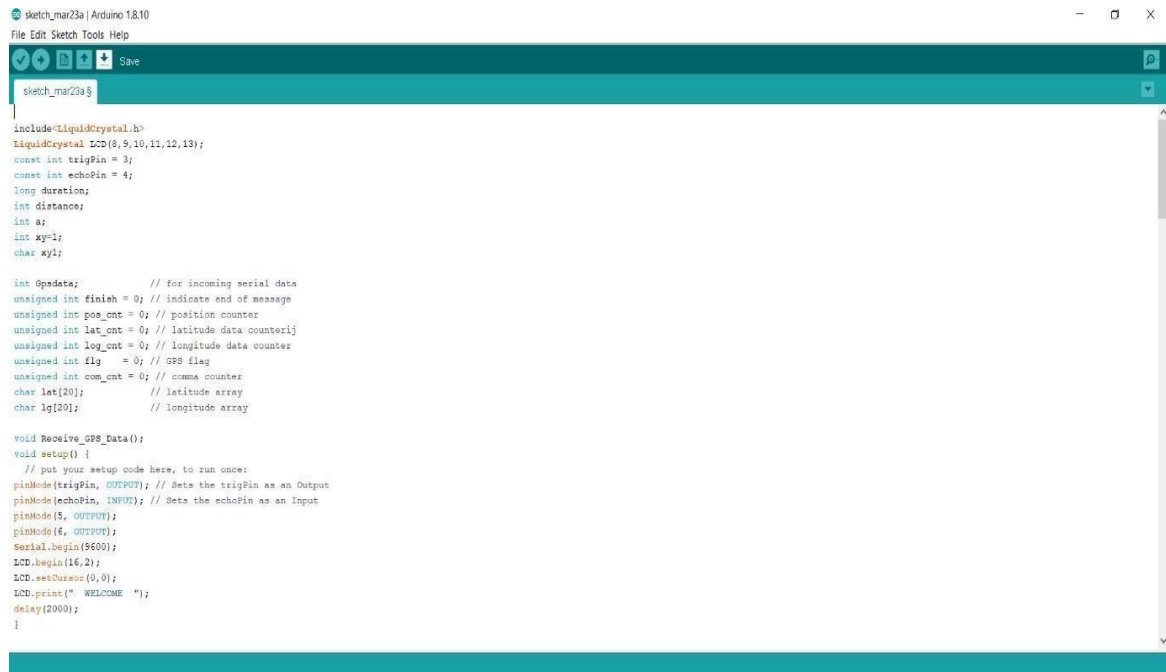 sketch_mar23a | Arduino 1.8.10
File Edit Sketch Tools Help
Save
sketch_mar23a §
include<LiquidCrystal.h>
LiquidCrystal LCD(8,9,10,11,12,13);
const int trigPin = 3;
const int echoPin = 4;
long duration;
int distance;
int a;
int xy=1;
char xy1;
int Gpsdata; // for incoming serial data
unsigned int finish = 0; // indicate end of message
unsigned int pos_cnt = 0; // position counter
unsigned int lat_cnt = 0; // latitude data counterij
unsigned int log_cnt = 0; // longitude data counter
unsigned int flg = 0; // GPS flag
unsigned int com_cnt = 0; // comma counter
char lat[20]; // latitude array
char lg[20]; // longitude array
void Receive_GPS_Data();
void setup() {
// put your setup code here, to run once:
pinMode(trigPin, OUTPUT); // Sets the trigPin as an Output
pinMode(echoPin, INPUT); // Sets the echoPin as an Input
pinMode(5, OUTPUT);
pinMode(6, OUTPUT);
Serial.begin(9600);
LCD.begin(16,2);
LCD.setCursor(0,0);
LCD.print("  WELCOME  ");
delay(2000);
}